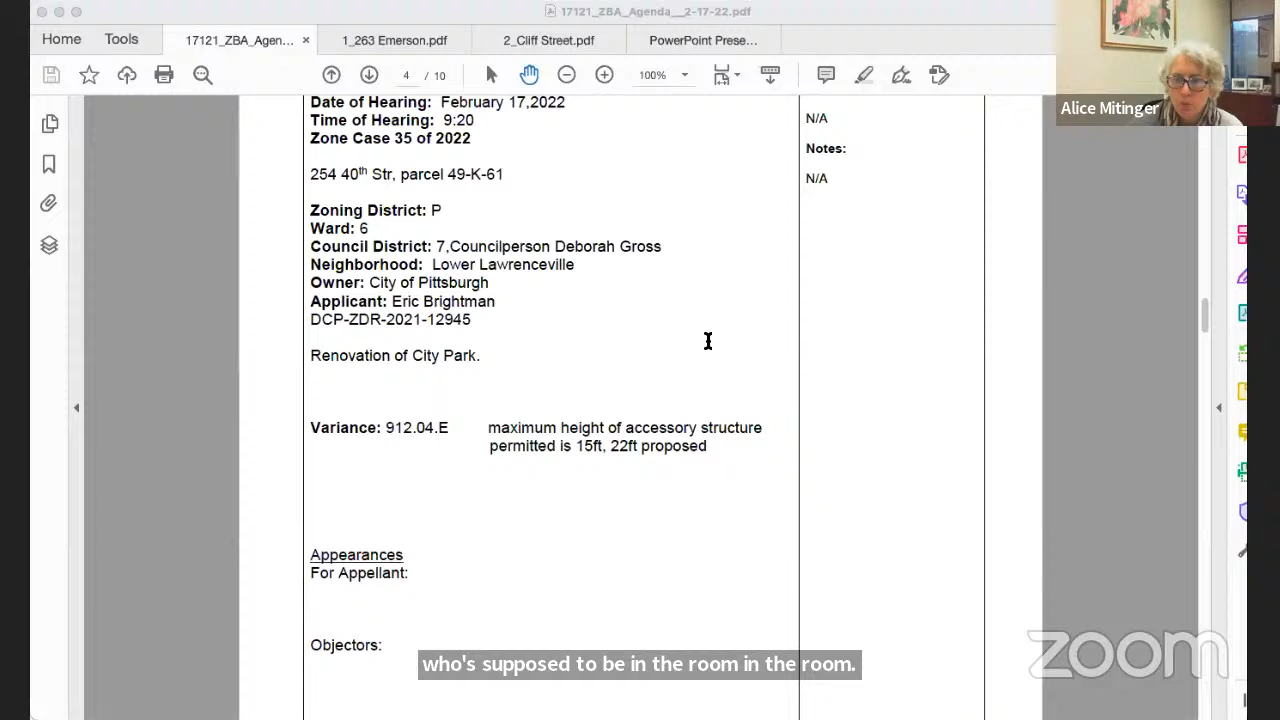 17121_ZBA_Agenda__2-17-22.pdf
Home Tools 17121_ZBA_Agen... × 1_263 Emerson.pdf 2_Cliff Street.pdf PowerPoint Prese...
4 / 10 100%
Alice Mitinger
Date of Hearing: February 17,2022
Time of Hearing: 9:20
Zone Case 35 of 2022
254 40th Str, parcel 49-K-61
Zoning District: P
Ward: 6
Council District: 7,Councilperson Deborah Gross
Neighborhood: Lower Lawrenceville
Owner: City of Pittsburgh
Applicant: Eric Brightman
DCP-ZDR-2021-12945
Renovation of City Park.
Variance: 912.04.E maximum height of accessory structure
permitted is 15ft, 22ft proposed
Appearances
For Appellant:
Objectors:
N/A
Notes:
N/A
who's supposed to be in the room in the room.
zoom